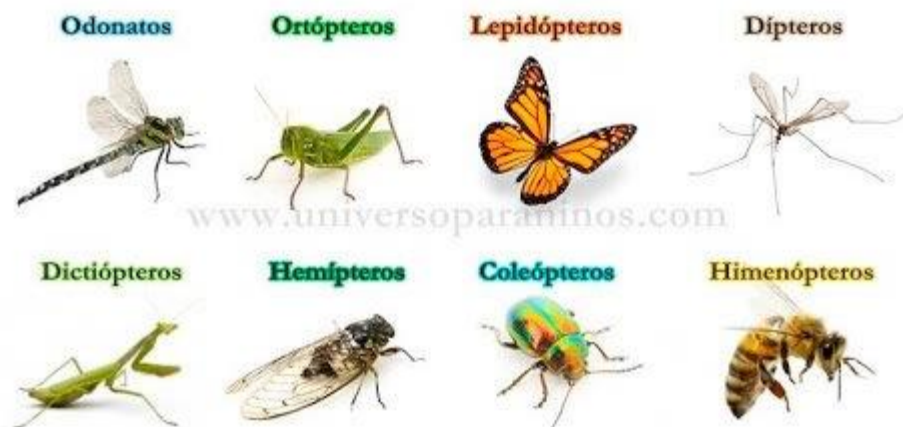 Odonatos Ortópteros Lepidópteros Dípteros
www.universoparaninos.com
Dictiópteros Hemípteros Coleópteros Himenópteros